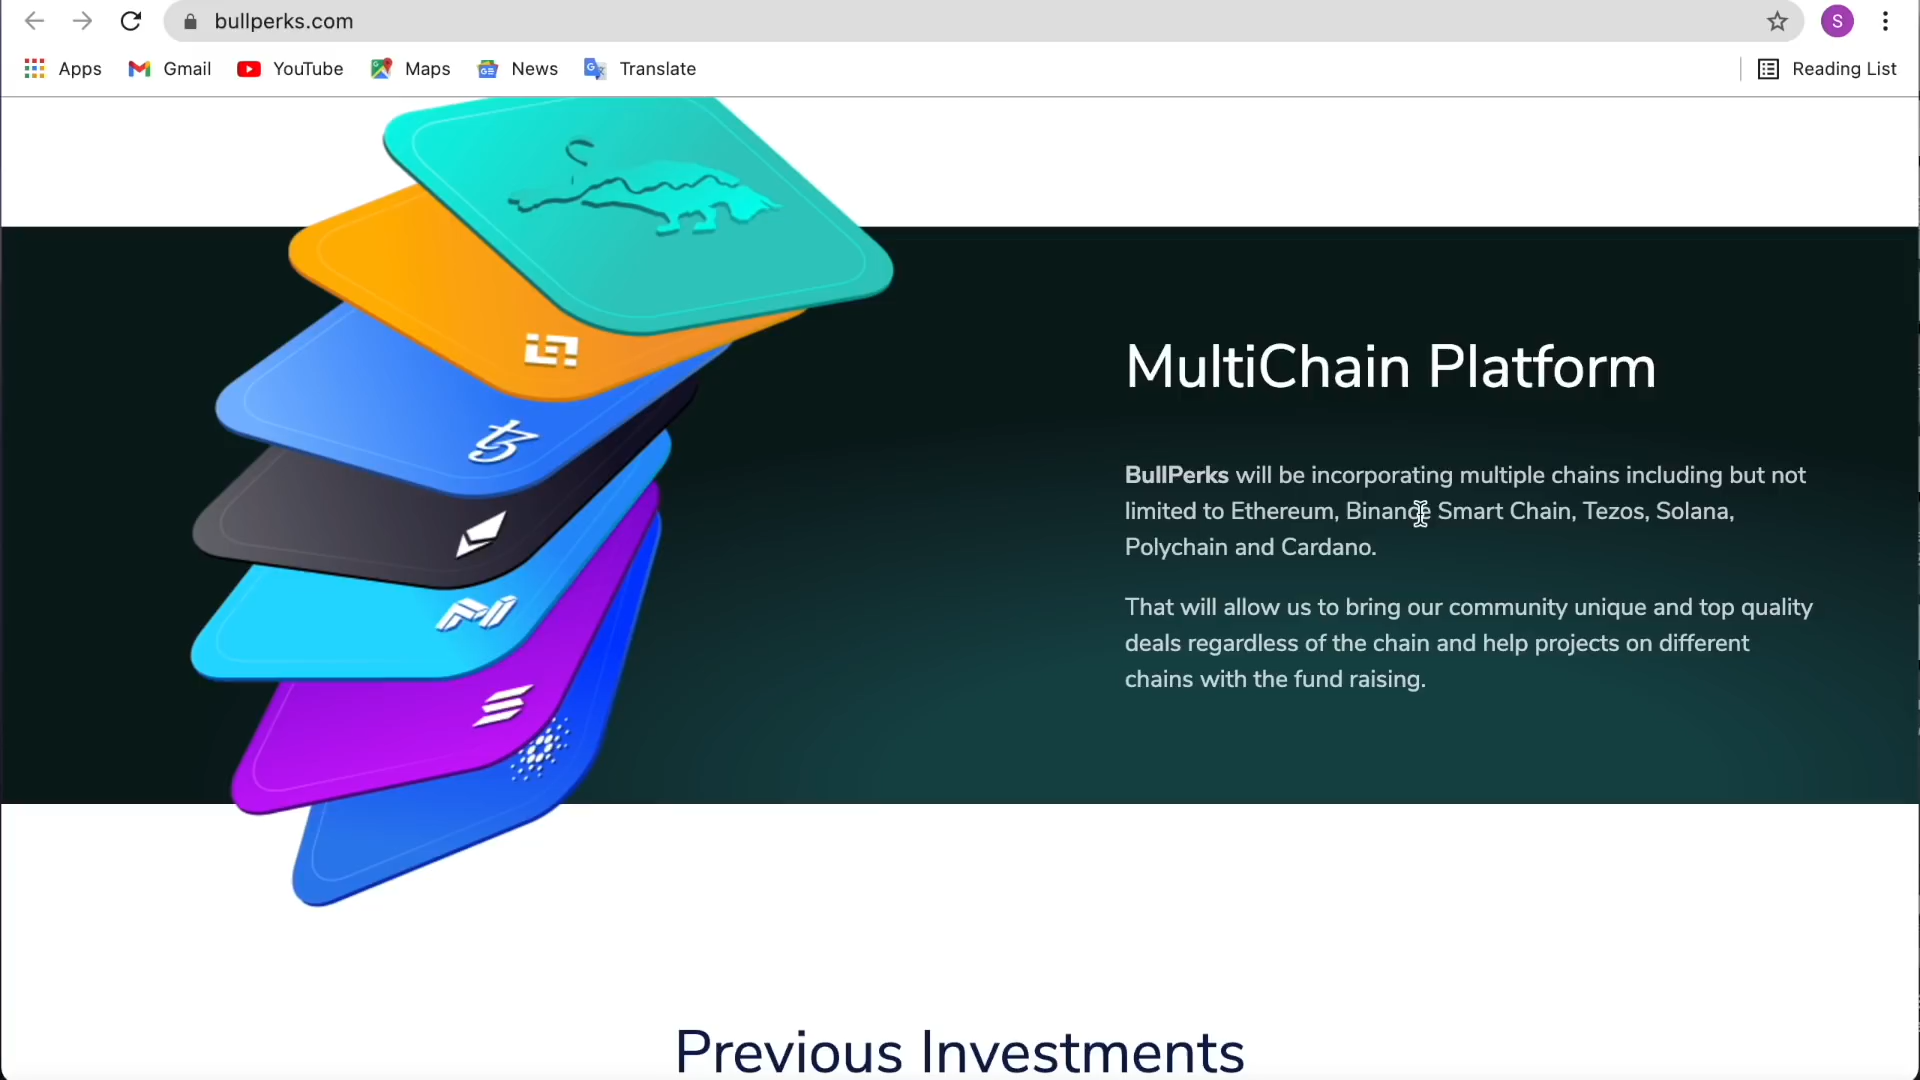 bullperks.com
S
Apps
Gmail
YouTube
Maps
News
Translate
Reading List
MultiChain Platform
BullPerks will be incorporating multiple chains including but not
limited to Ethereum, Binance Smart Chain, Tezos, Solana,
Polychain and Cardano.
That will allow us to bring our community unique and top quality
deals regardless of the chain and help projects on different
chains with the fund raising.
Previous Investments